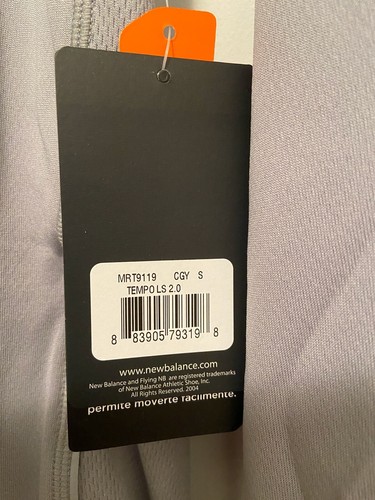 MRT9119 CGY S
TEMPO LS 2.0
8 83905 79319 8
www.newbalance.com
New Balance and Flying NB are registered trademarks
of New Balance Athletic Shoe, Inc.
All Rights Reserved. 2004
permite moverte fácilmente.